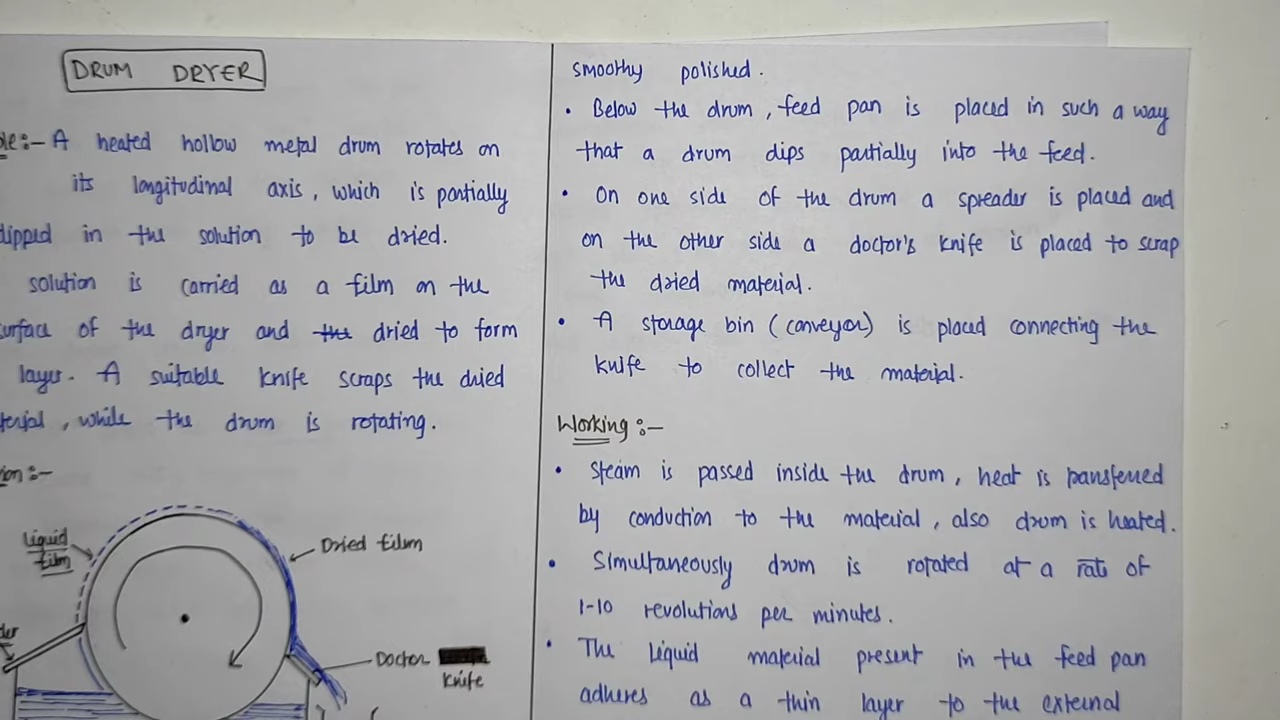 DRUM DRYER
ple:- A heated hollow metal drum rotates on
its longitudinal axis, which is partially
dipped in the solution to be dried.
solution is carried as a film on the
surface of the dryer and the dried to form
layer. A suitable knife scraps the dried
terial, while the drum is rotating.
ion:-
Liquid
film
Dried film
der
Doctor
Knife
smoothy polished.
• Below the drum, feed pan is placed in such a way
that a drum dips partially into the feed.
• On one side of the drum a spreader is placed and
on the other side a doctor's knife is placed to scrap
the dried material.
• A storage bin (conveyor) is placed connecting the
knife to collect the material.
Working:-
• Steam is passed inside the drum, heat is transferred
by conduction to the material, also drum is heated.
• Simultaneously drum is rotated at a rate of
1-10 revolutions per minutes.
• The liquid material present in the feed pan
adheres as a thin layer to the external